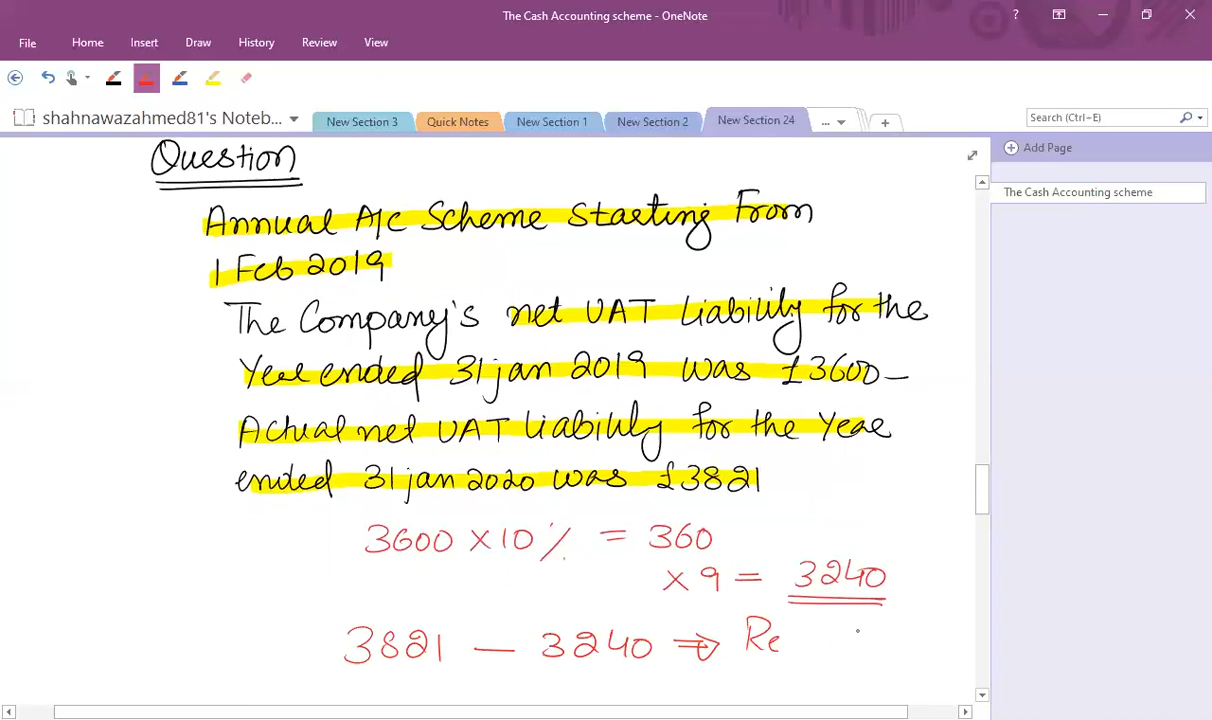 The Cash Accounting scheme - OneNote
?
File Home Insert Draw History Review View
shahnawazahmed81's Noteb...
New Section 3
Quick Notes
New Section 1
New Section 2
New Section 24
...
Search (Ctrl–E)
Add Page
The Cash Accounting scheme
Question
Annual A/c Scheme Starting From
1 Feb 2019
The Company's net VAT Liability for the
Year ended 31 jan 2019 was £3600 –
Actual net VAT Liability for the Year
ended 31 jan 2020 was £3821
3600 × 10 % = 360
× 9 = 3240
3821 – 3240 ⇒ Re